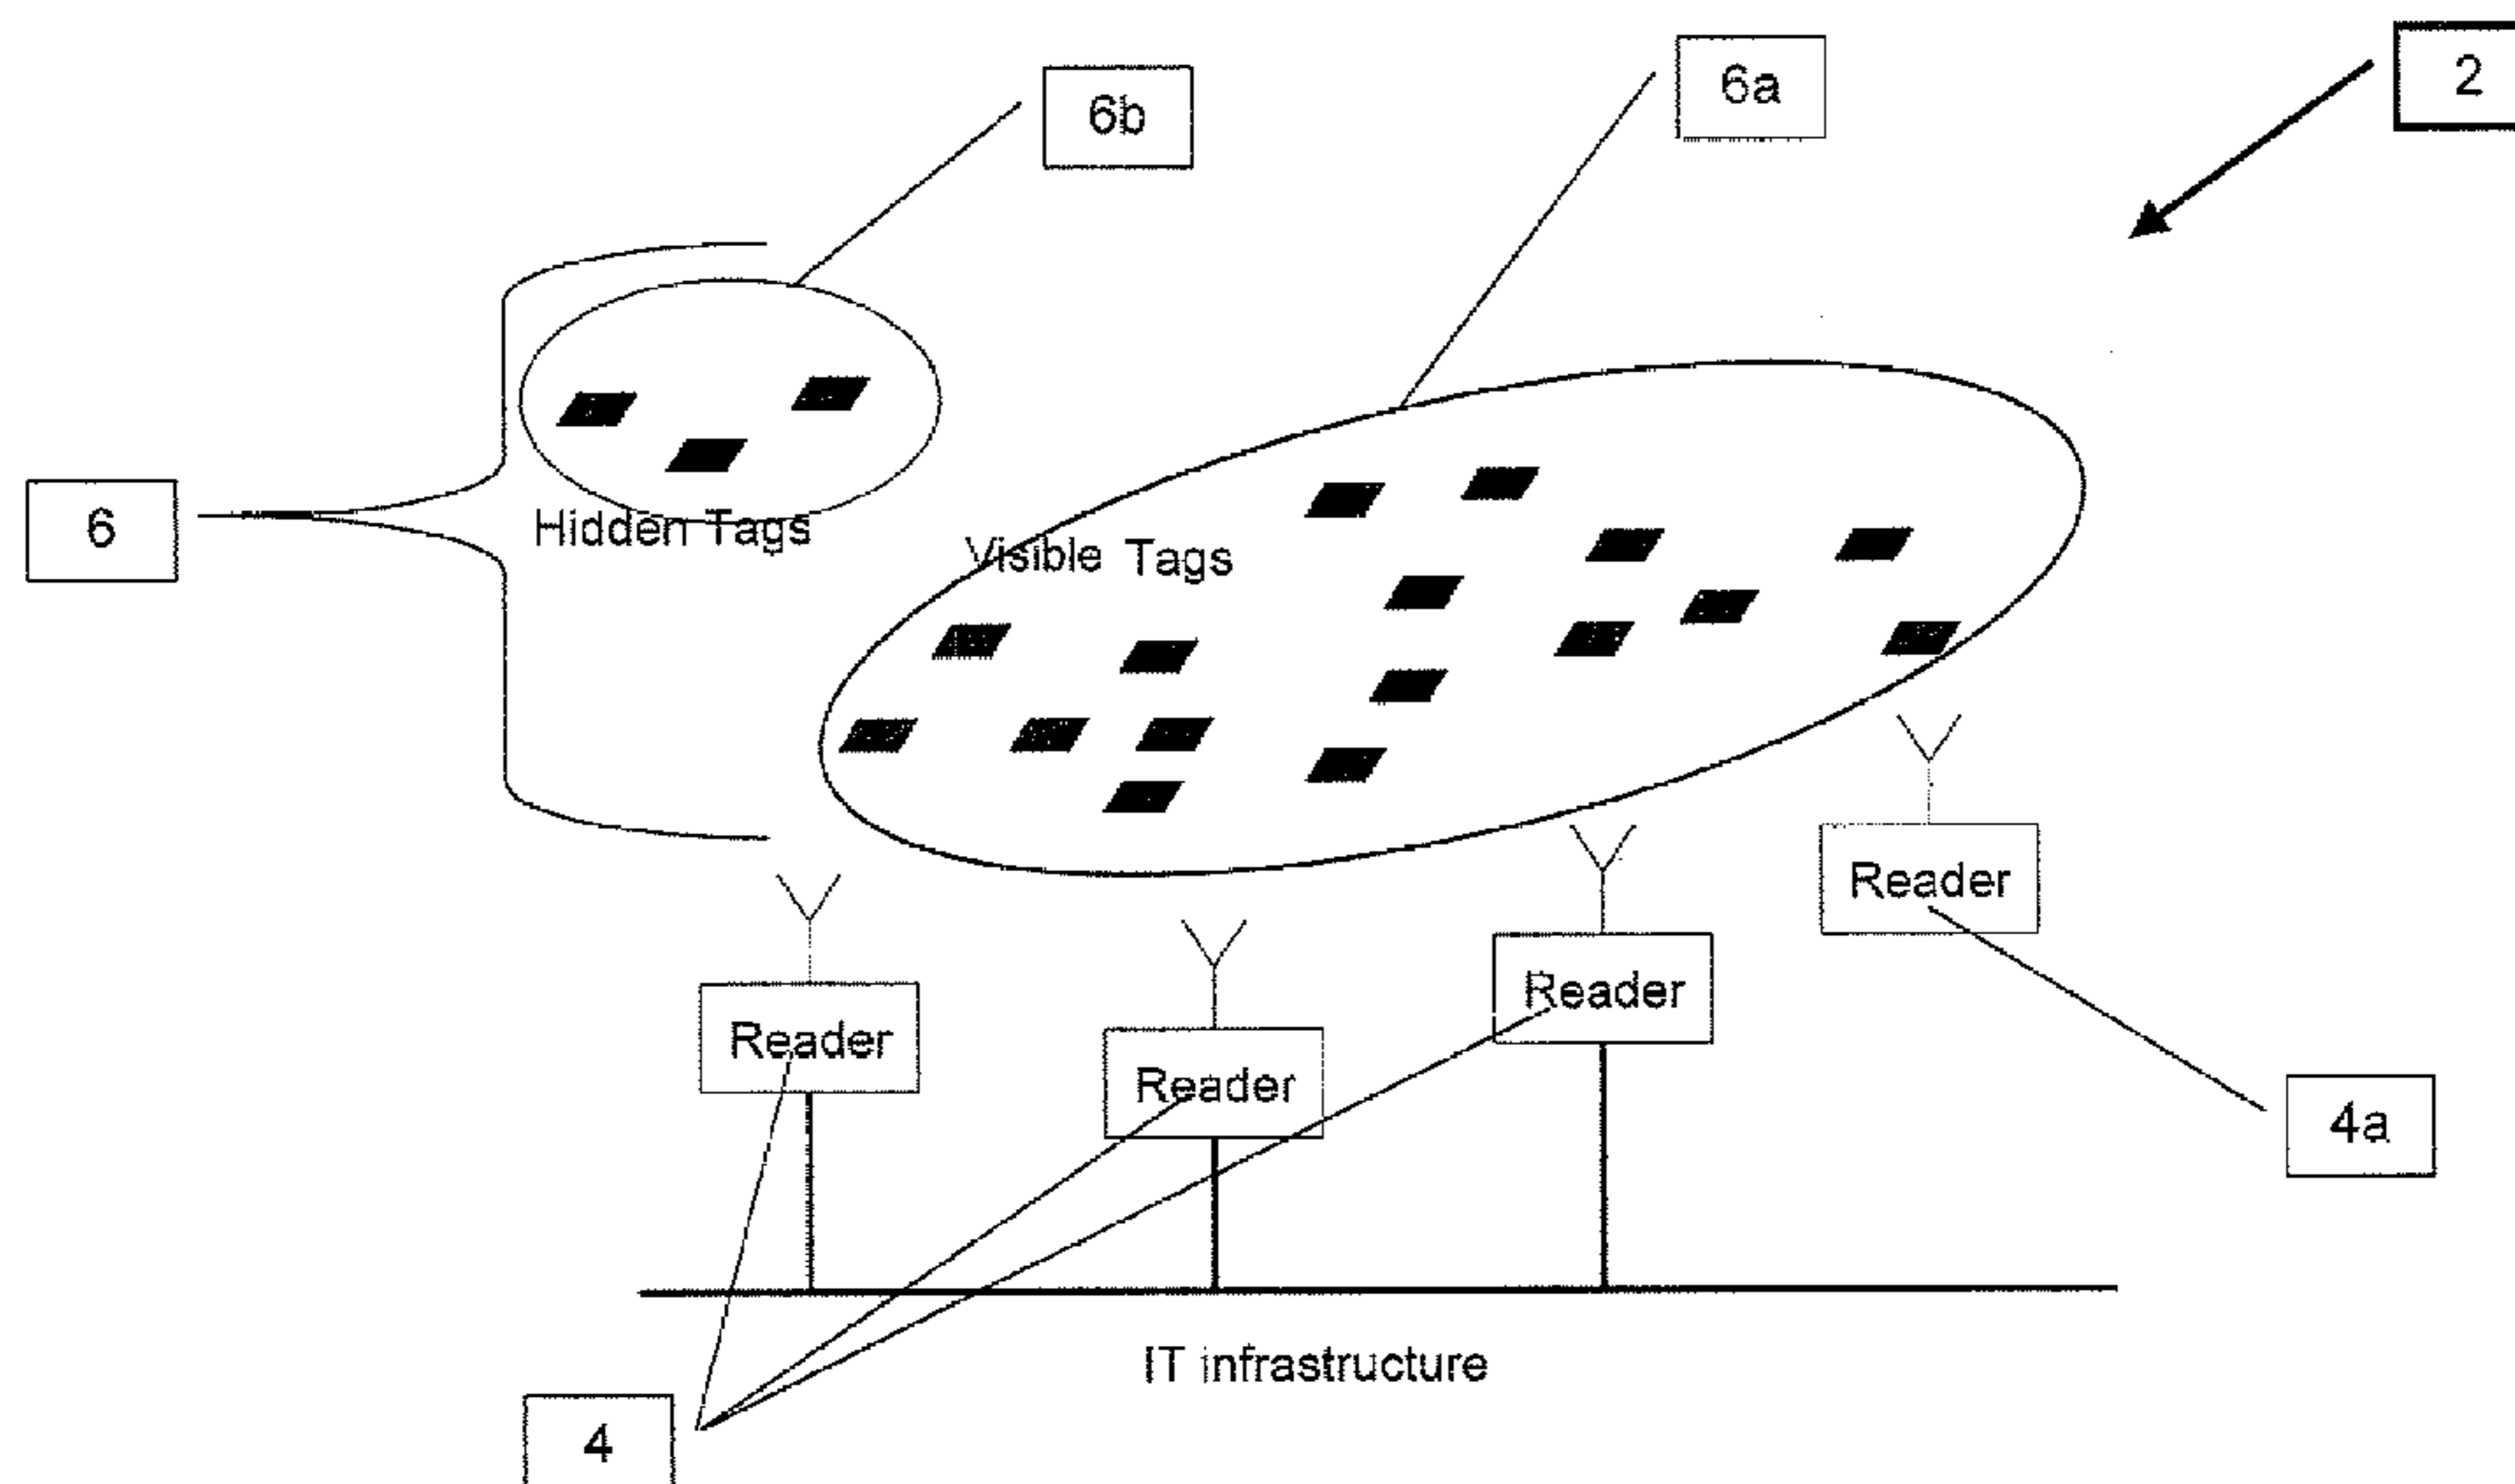 2
6a
6b
6
Hidden Tags
Visible Tags
Reader
Reader
Reader
Reader
4a
IT infrastructure
4